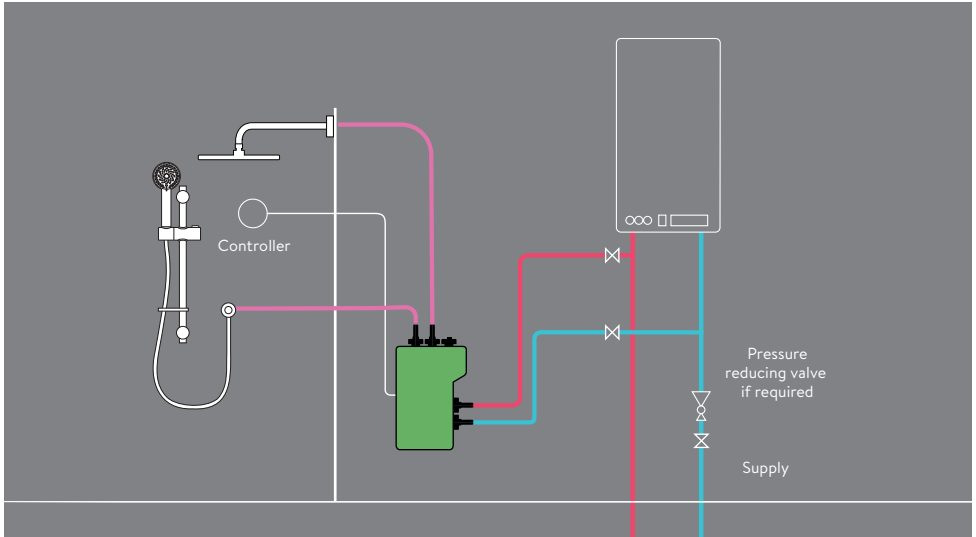 Controller
Pressure
reducing valve
if required
Supply